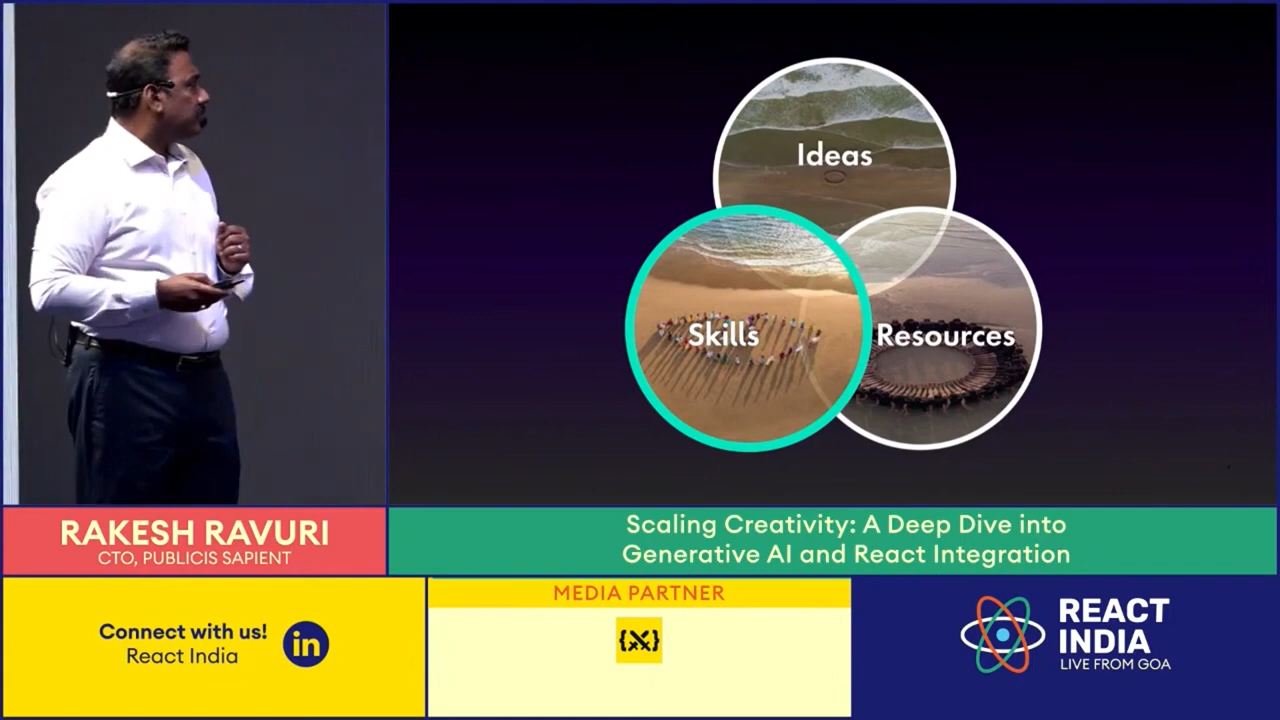 Ideas
Skills
Resources
RAKESH RAVURI
CTO, PUBLICIS SAPIENT
Scaling Creativity: A Deep Dive into
Generative AI and React Integration
Connect with us!
React India
in
MEDIA PARTNER
REACT
INDIA
LIVE FROM GOA